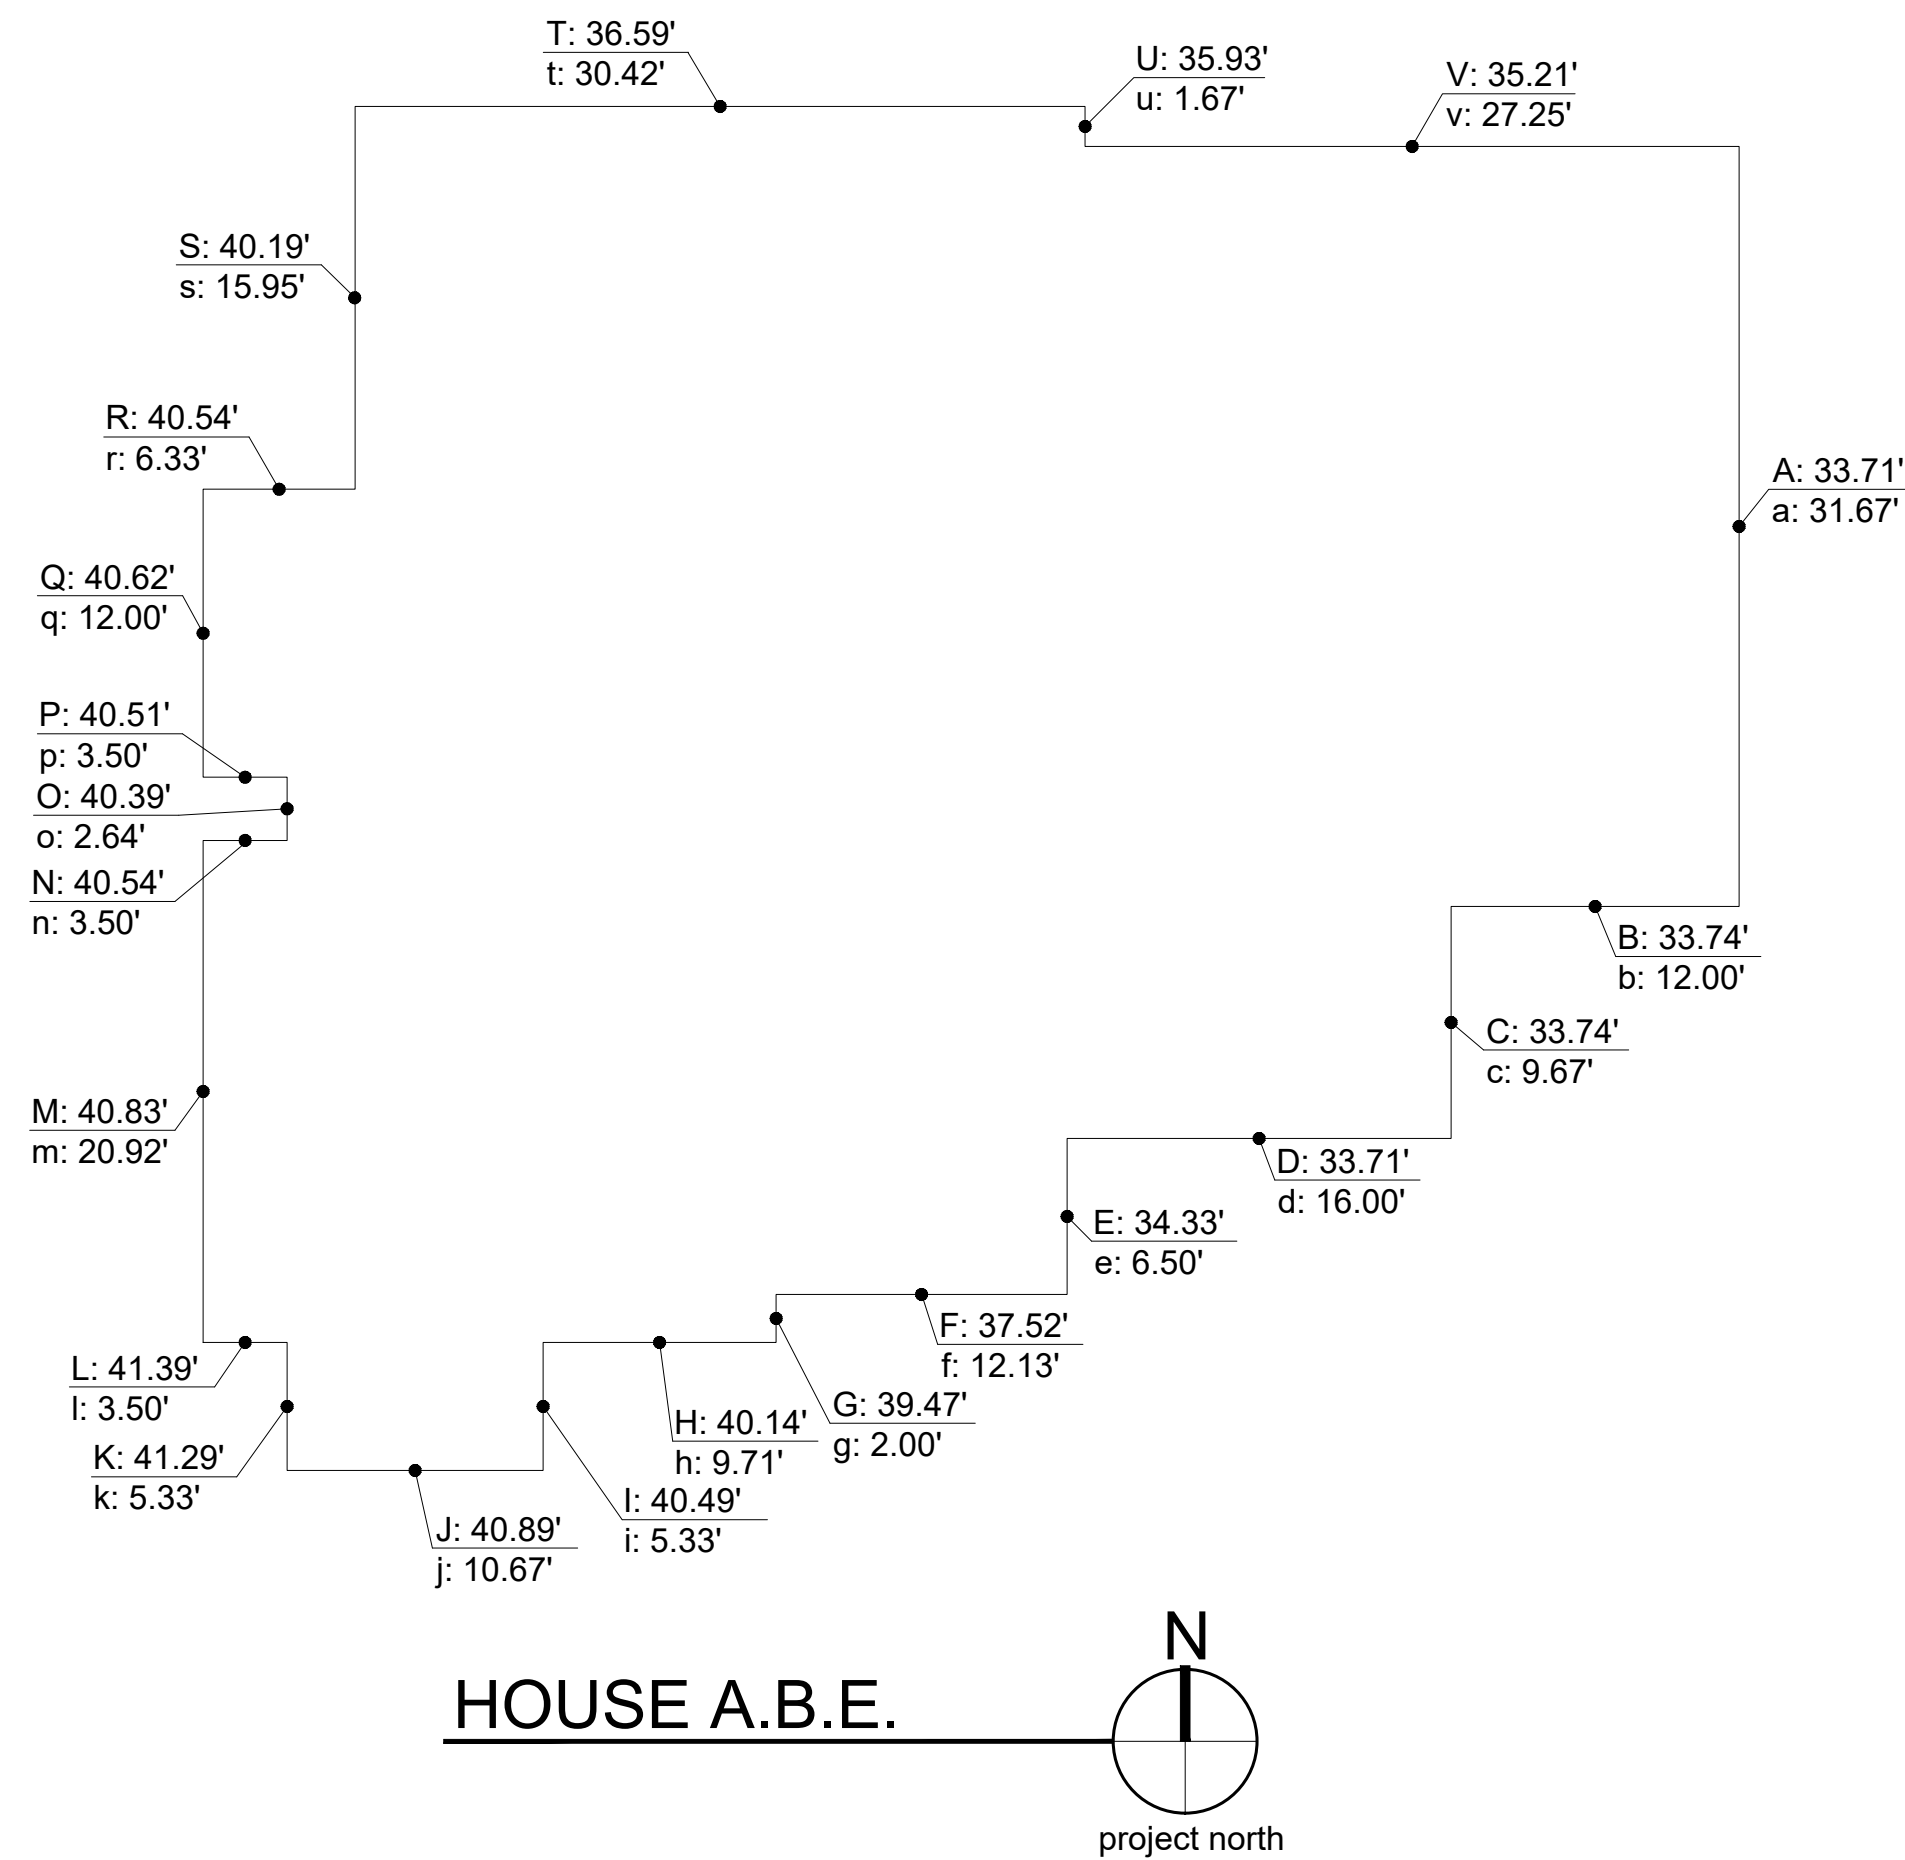 T: 36.59'
t: 30.42'
U: 35.93'
u: 1.67'
V: 35.21'
v: 27.25'
S: 40.19'
s: 15.95'
R: 40.54'
r: 6.33'
A: 33.71'
a: 31.67'
Q: 40.62'
q: 12.00'
P: 40.51'
p: 3.50'
O: 40.39'
o: 2.64'
N: 40.54'
n: 3.50'
B: 33.74'
b: 12.00'
C: 33.74'
c: 9.67'
M: 40.83'
m: 20.92'
D: 33.71'
d: 16.00'
E: 34.33'
e: 6.50'
F: 37.52'
f: 12.13'
L: 41.39'
l: 3.50'
G: 39.47'
g: 2.00'
H: 40.14'
h: 9.71'
K: 41.29'
k: 5.33'
I: 40.49'
i: 5.33'
J: 40.89'
j: 10.67'
N
HOUSE A.B.E.
project north